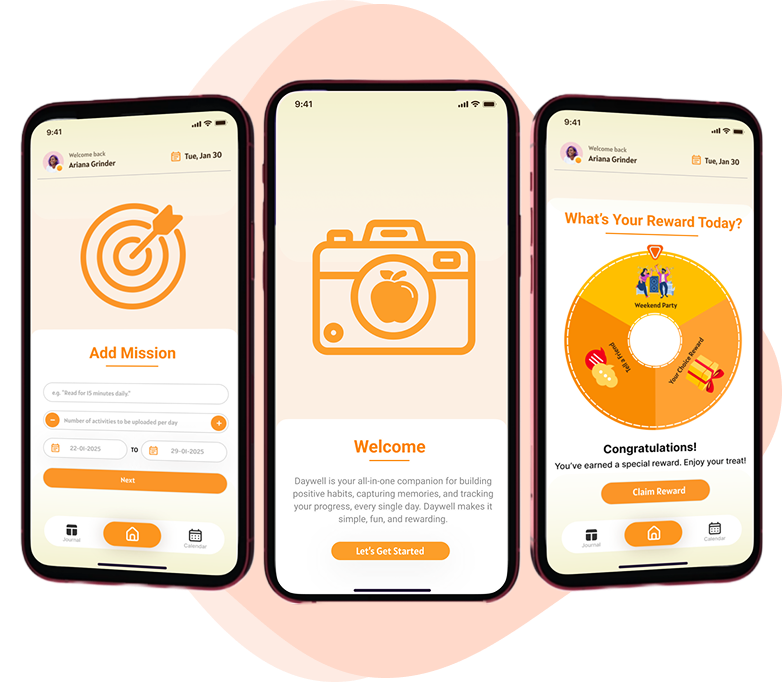 9:41
Welcome back
Ariana Grinder
Tue, Jan 30
Add Mission
e.g. "Read for 15 minutes daily."
Number of activities to be uploaded per day
22-01-2025
TO
29-01-2025
Next
Journal
Calendar
9:41
Welcome
Daywell is your all-in-one companion for building
positive habits, capturing memories, and tracking
your progress, every single day. Daywell makes it
simple, fun, and rewarding.
Let's Get Started
9:41
Welcome back
Ariana Grinder
Tue, Jan 30
What's Your Reward Today?
Weekend Party
Tell a Friend
Your Choice Reward
Congratulations!
You've earned a special reward. Enjoy your treat!
Claim Reward
Journal
Calendar